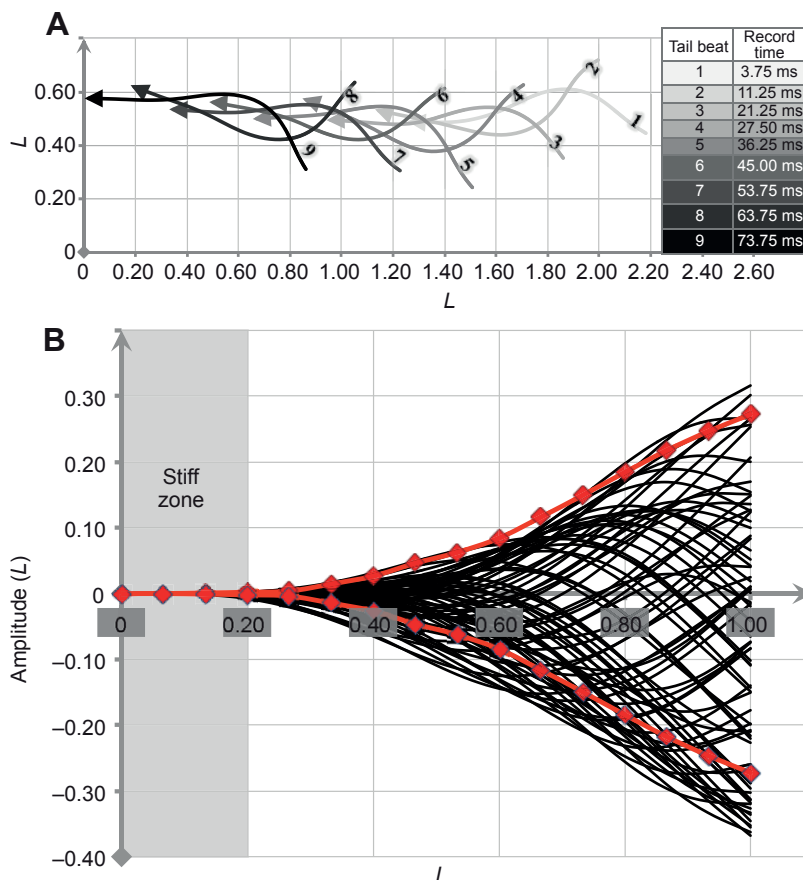 A
0.60
0.40
0.20
0
L
0 0.20 0.40 0.60 0.80 1.00 1.20 1.40 1.60 1.80 2.00 2.20 2.40 2.60
L
1
2
3
4
5
6
7
8
9
Tail beat Record time
1 3.75 ms
2 11.25 ms
3 21.25 ms
4 27.50 ms
5 36.25 ms
6 45.00 ms
7 53.75 ms
8 63.75 ms
9 73.75 ms
B
0.30
0.20
0.10
0
–0.10
–0.20
–0.30
–0.40
Amplitude (L)
Stiff
zone
0 0.20 0.40 0.60 0.80 1.00